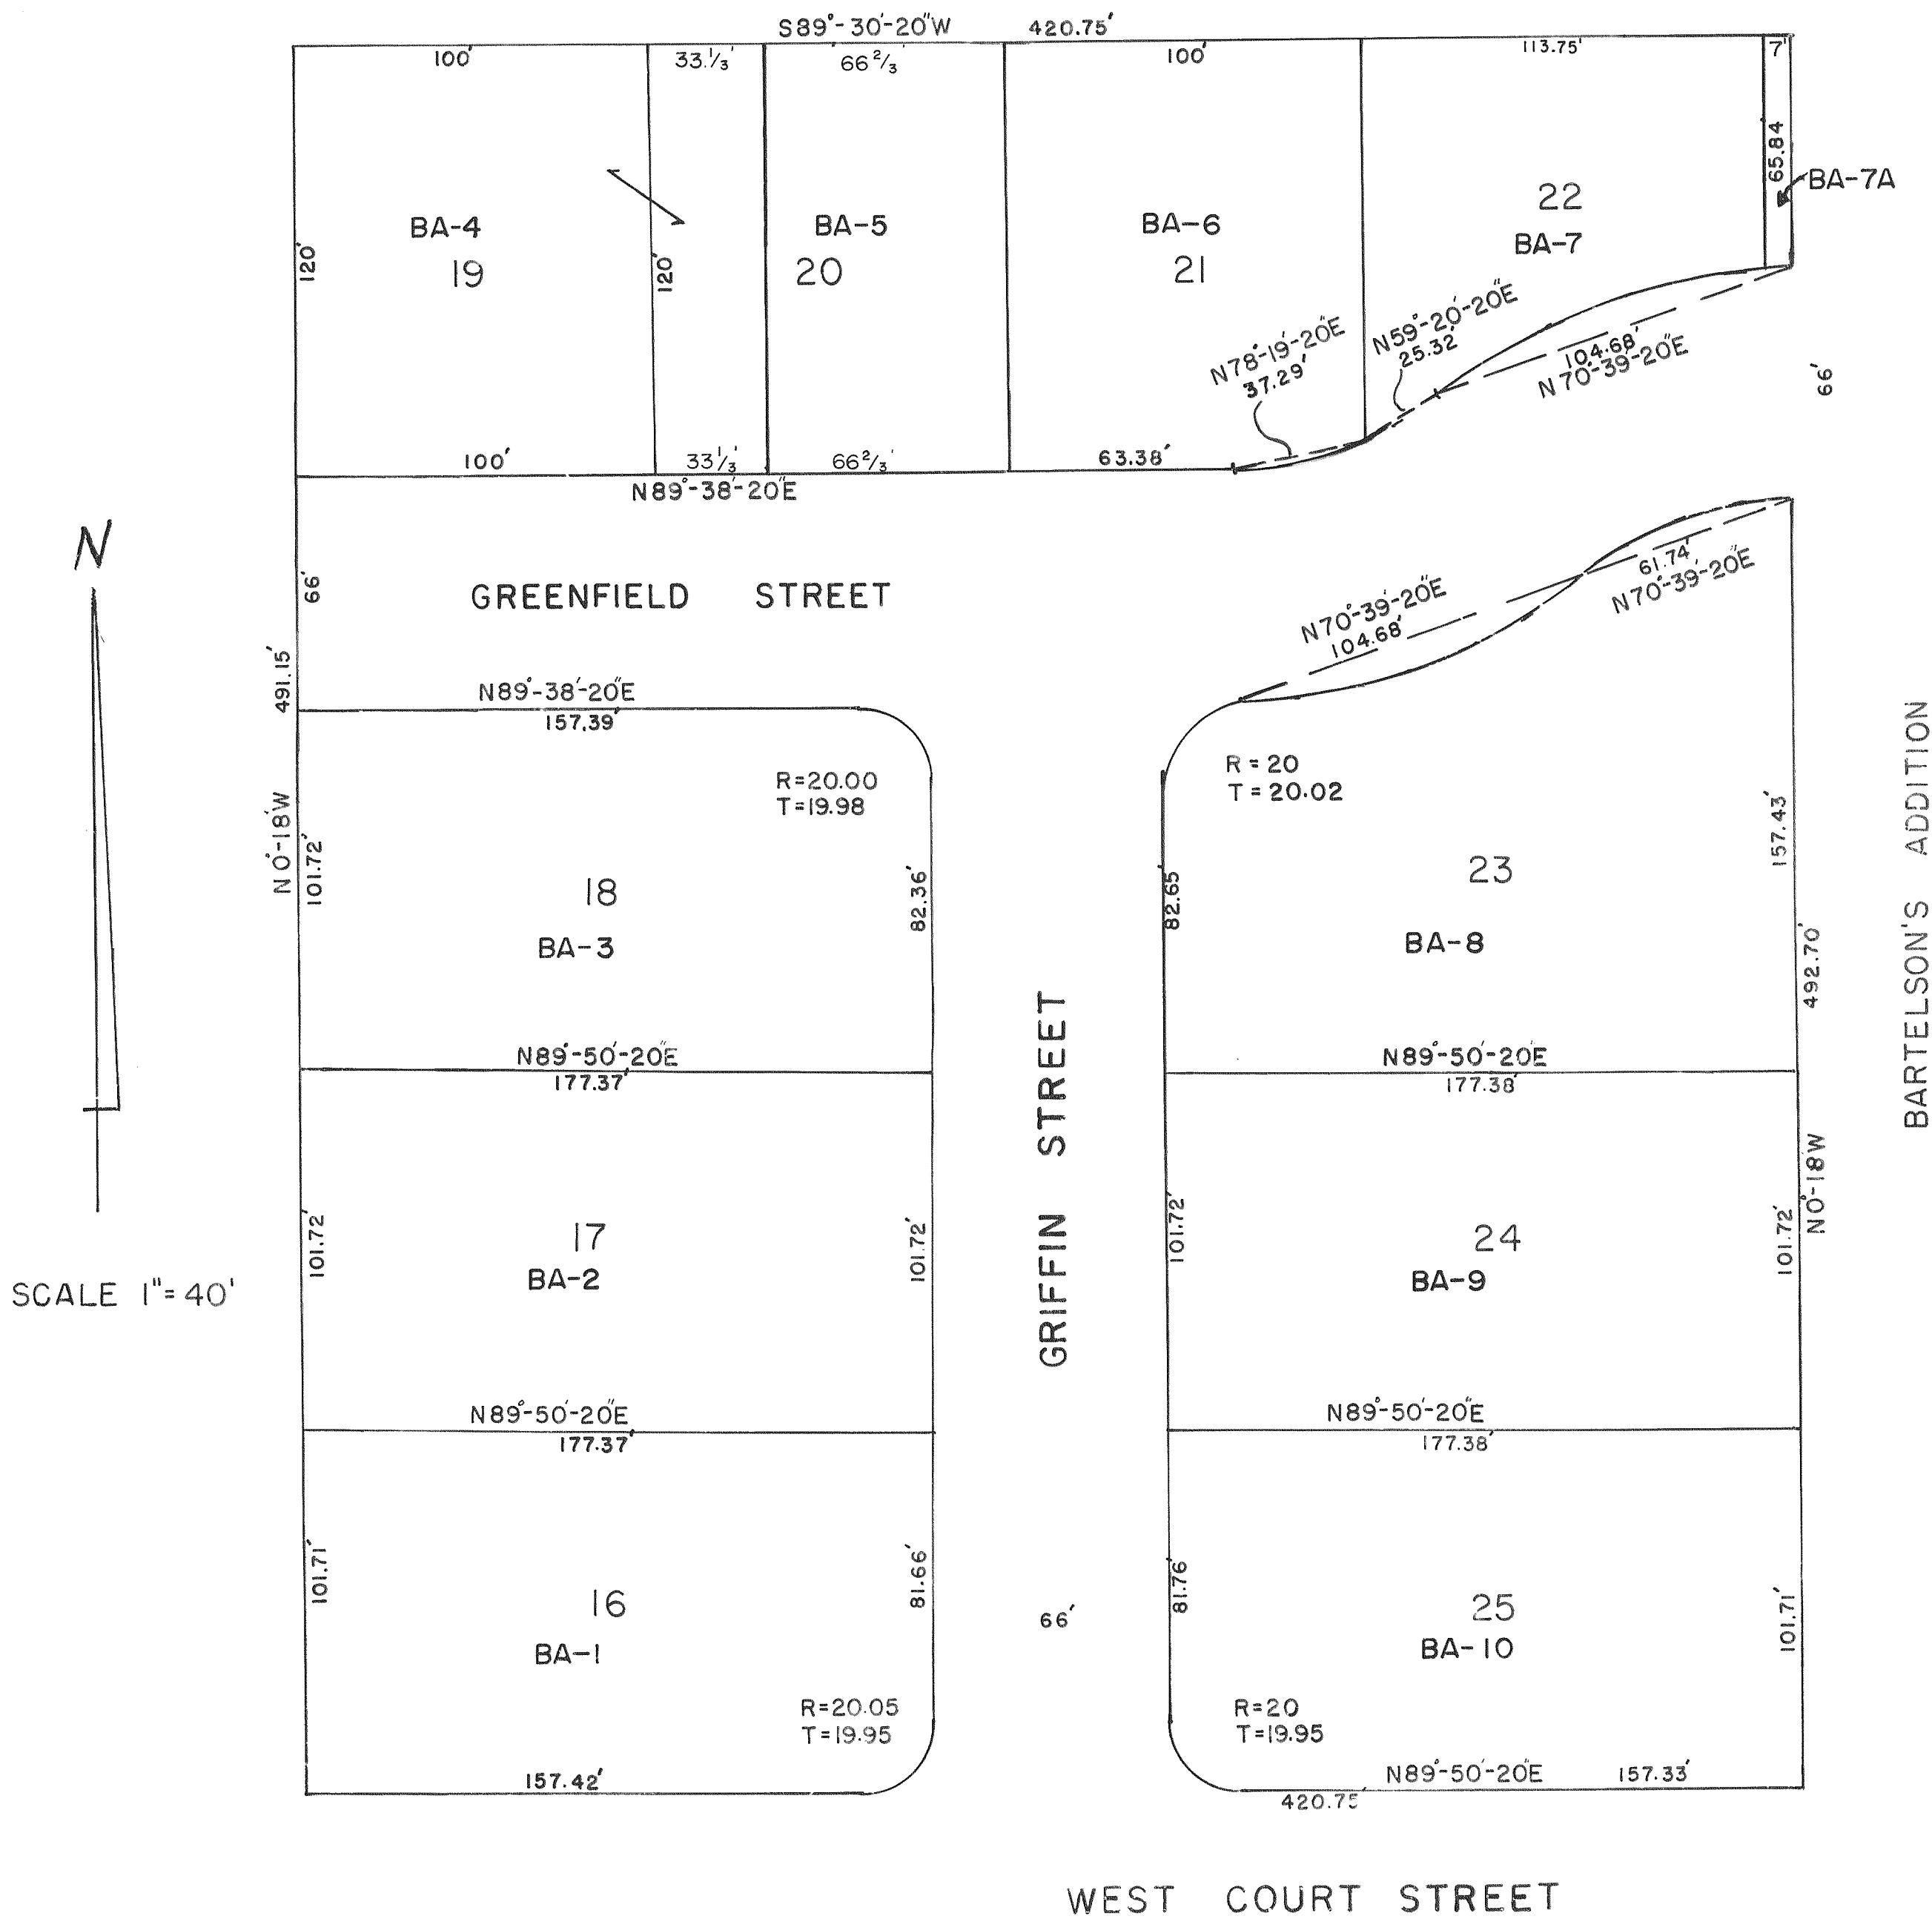 S89°-30'-20"W 420.75'
100' 33 1/3' 66 2/3' 100' 113.75' 7'
65.84
BA-7A
22
BA-7
BA-4
19
BA-5
20
BA-6
21
120'
120'
N78°-19'-20"E
37.29'
N59°-20'-20"E
25.32'
104.68'
N70°-39'-20"E
66'
100' 33 1/3' 66 2/3' 63.38'
N89°-38'-20"E
N
66'
GREENFIELD STREET
61.74'
N70°-39'-20"E
N70°-39'-20"E
104.68'
491.15'
N89°-38'-20"E
157.39'
R=20.00
T=19.98
R=20
T=20.02
N0°-18'W
101.72'
18
BA-3
82.36'
82.65'
23
BA-8
157.43'
492.70'
BARTELSON'S ADDITION
N89°-50'-20"E
177.37'
GRIFFIN STREET
N89°-50'-20"E
177.38'
N0°-18'W
101.72'
17
BA-2
101.72'
101.72'
24
BA-9
101.72'
SCALE 1"=40'
N89°-50'-20"E
177.37'
N89°-50'-20"E
177.38'
101.71'
16
BA-1
81.66'
66'
81.76'
25
BA-10
101.71'
R=20.05
T=19.95
R=20
T=19.95
157.42'
N89°-50'-20"E 157.33'
420.75'
WEST COURT STREET